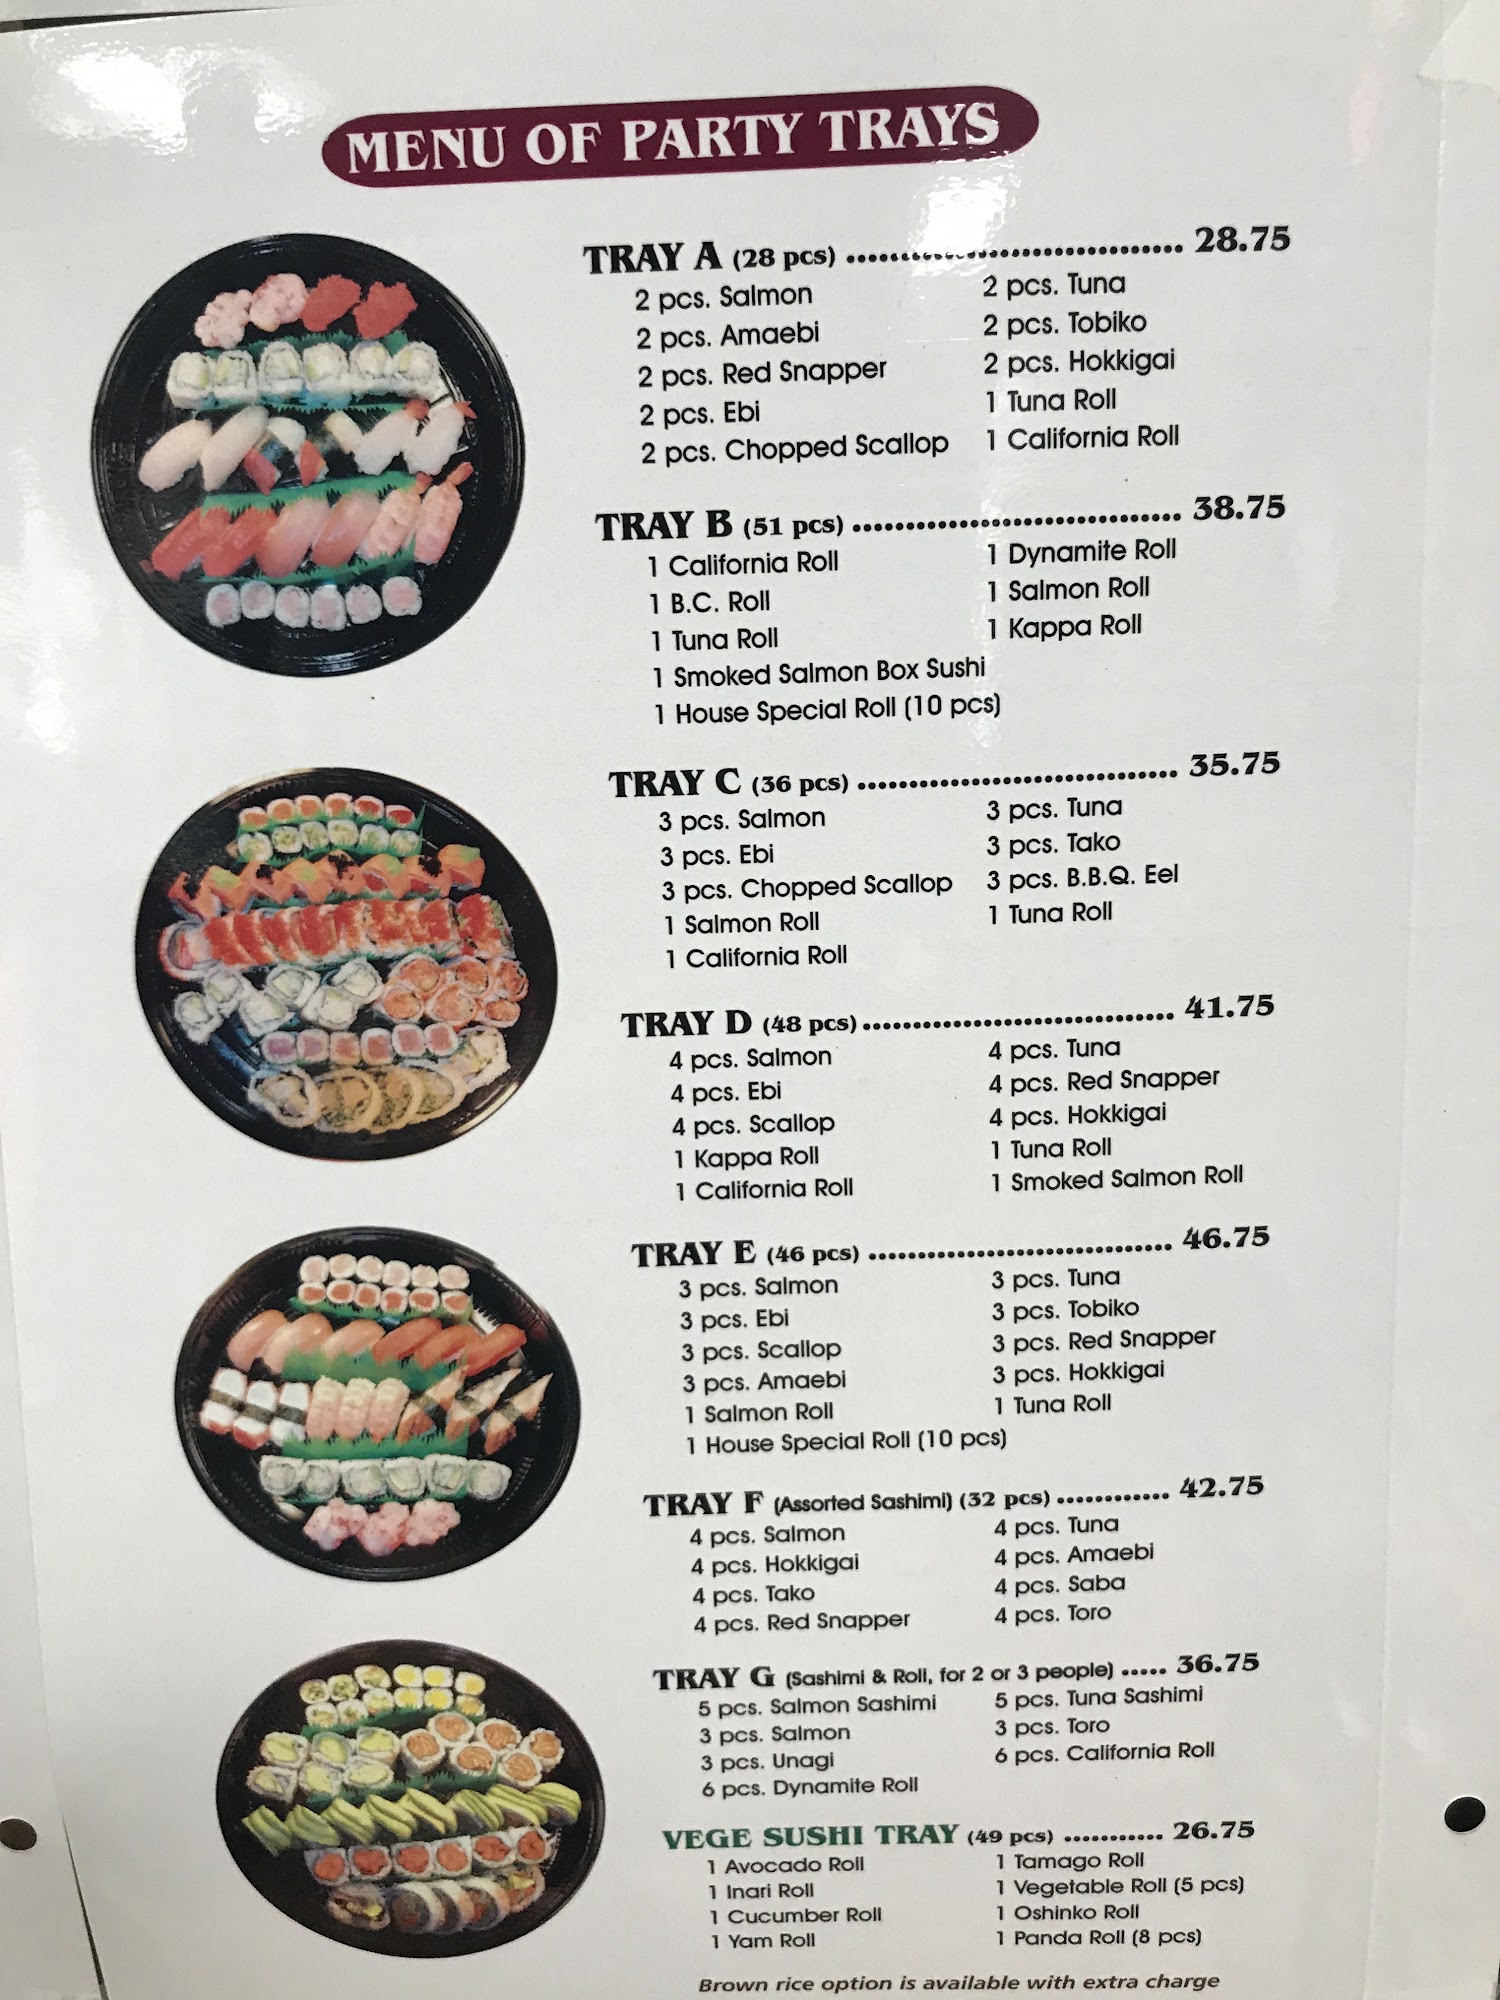 MENU OF PARTY TRAYS
TRAY A (28 pcs) .................................... 28.75
2 pcs. Salmon
2 pcs. Amaebi
2 pcs. Red Snapper
2 pcs. Ebi
2 pcs. Chopped Scallop
2 pcs. Tuna
2 pcs. Tobiko
2 pcs. Hokkigai
1 Tuna Roll
1 California Roll
TRAY B (51 pcs) .................................... 38.75
1 California Roll
1 B.C. Roll
1 Tuna Roll
1 Smoked Salmon Box Sushi
1 House Special Roll (10 pcs)
1 Dynamite Roll
1 Salmon Roll
1 Kappa Roll
TRAY C (36 pcs) .................................... 35.75
3 pcs. Salmon
3 pcs. Ebi
3 pcs. Chopped Scallop
1 Salmon Roll
1 California Roll
3 pcs. Tuna
3 pcs. Tako
3 pcs. B.B.Q. Eel
1 Tuna Roll
TRAY D (48 pcs) .................................... 41.75
4 pcs. Salmon
4 pcs. Ebi
4 pcs. Scallop
1 Kappa Roll
1 California Roll
4 pcs. Tuna
4 pcs. Red Snapper
4 pcs. Hokkigai
1 Tuna Roll
1 Smoked Salmon Roll
TRAY E (46 pcs) .................................... 46.75
3 pcs. Salmon
3 pcs. Ebi
3 pcs. Scallop
3 pcs. Amaebi
1 Salmon Roll
1 House Special Roll (10 pcs)
3 pcs. Tuna
3 pcs. Tobiko
3 pcs. Red Snapper
3 pcs. Hokkigai
1 Tuna Roll
TRAY F (Assorted Sashimi) (32 pcs) ............ 42.75
4 pcs. Salmon
4 pcs. Hokkigai
4 pcs. Tako
4 pcs. Red Snapper
4 pcs. Tuna
4 pcs. Amaebi
4 pcs. Saba
4 pcs. Toro
TRAY G (Sashimi & Roll, for 2 or 3 people) ..... 36.75
5 pcs. Salmon Sashimi
3 pcs. Salmon
3 pcs. Unagi
6 pcs. Dynamite Roll
5 pcs. Tuna Sashimi
3 pcs. Toro
6 pcs. California Roll
VEGE SUSHI TRAY (49 pcs) ........... 26.75
1 Avocado Roll
1 Inari Roll
1 Cucumber Roll
1 Yam Roll
1 Tamago Roll
1 Vegetable Roll (5 pcs)
1 Oshinko Roll
1 Panda Roll (8 pcs)
Brown rice option is available with extra charge